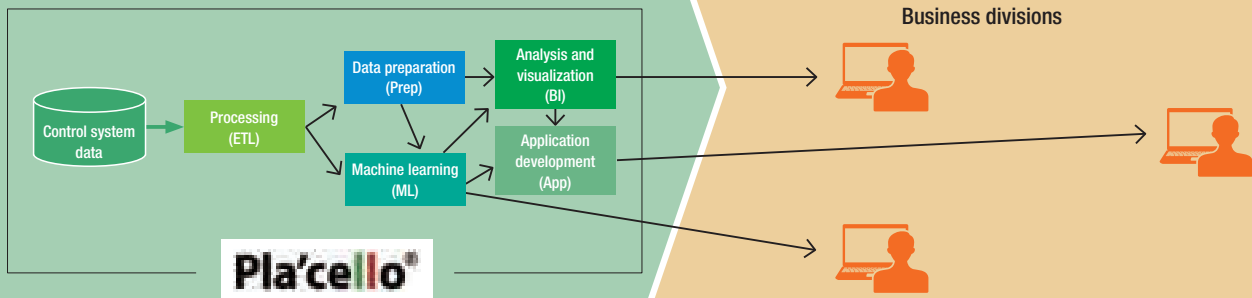 Business divisions
Control system
data
Processing
(ETL)
Data preparation
(Prep)
Machine learning
(ML)
Analysis and
visualization
(BI)
Application
development
(App)
Pla'cello®